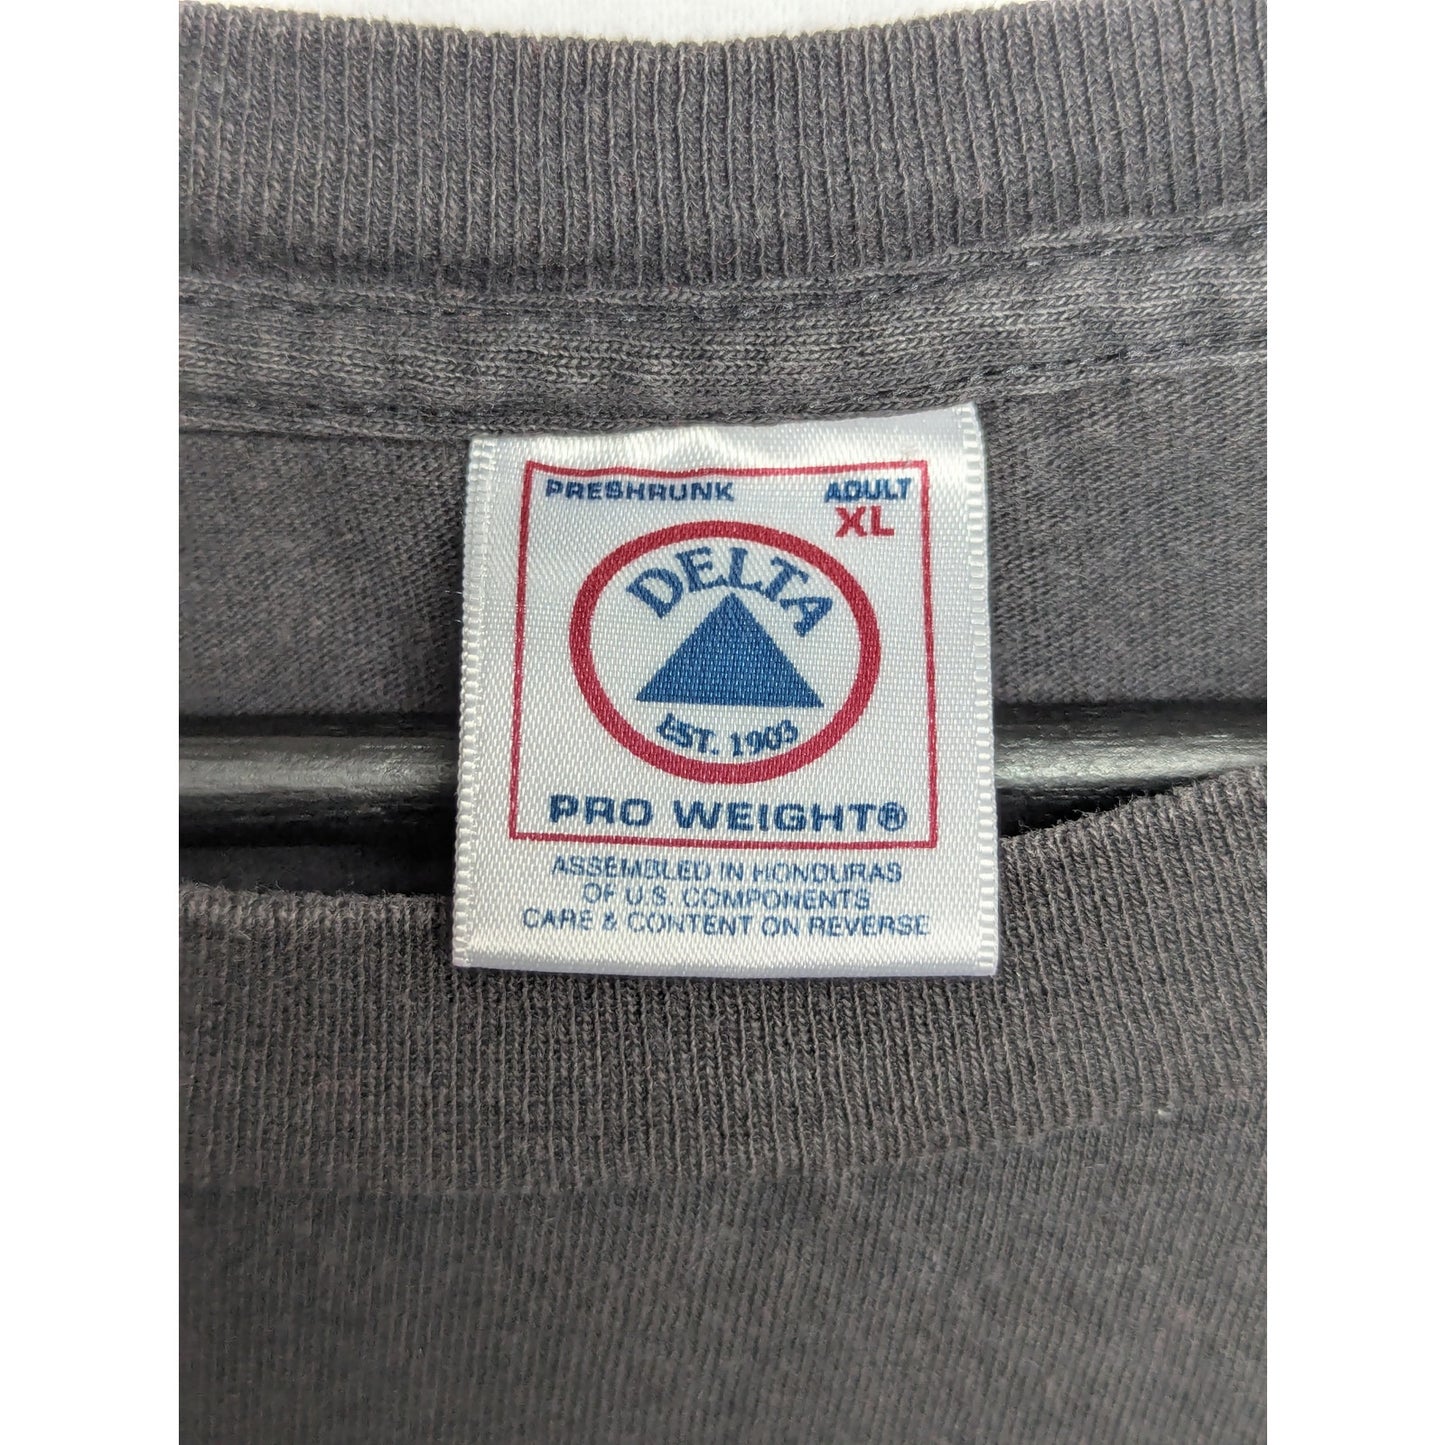 PRESHRUNK ADULT
XL
DELTA
EST. 1903
PRO WEIGHT®
ASSEMBLED IN HONDURAS
OF U.S. COMPONENTS
CARE & CONTENT ON REVERSE